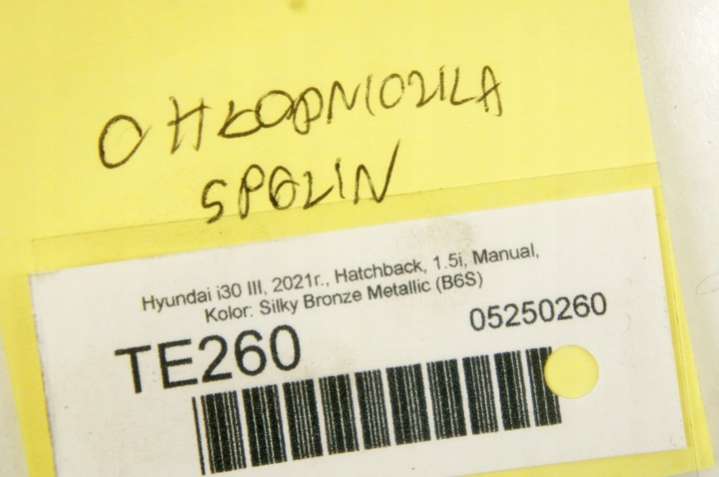 CHŁODNICZKA
SPALIN
Hyundai i30 III, 2021r., Hatchback, 1.5i, Manual,
Kolor: Silky Bronze Metallic (B6S)
TE260 05250260